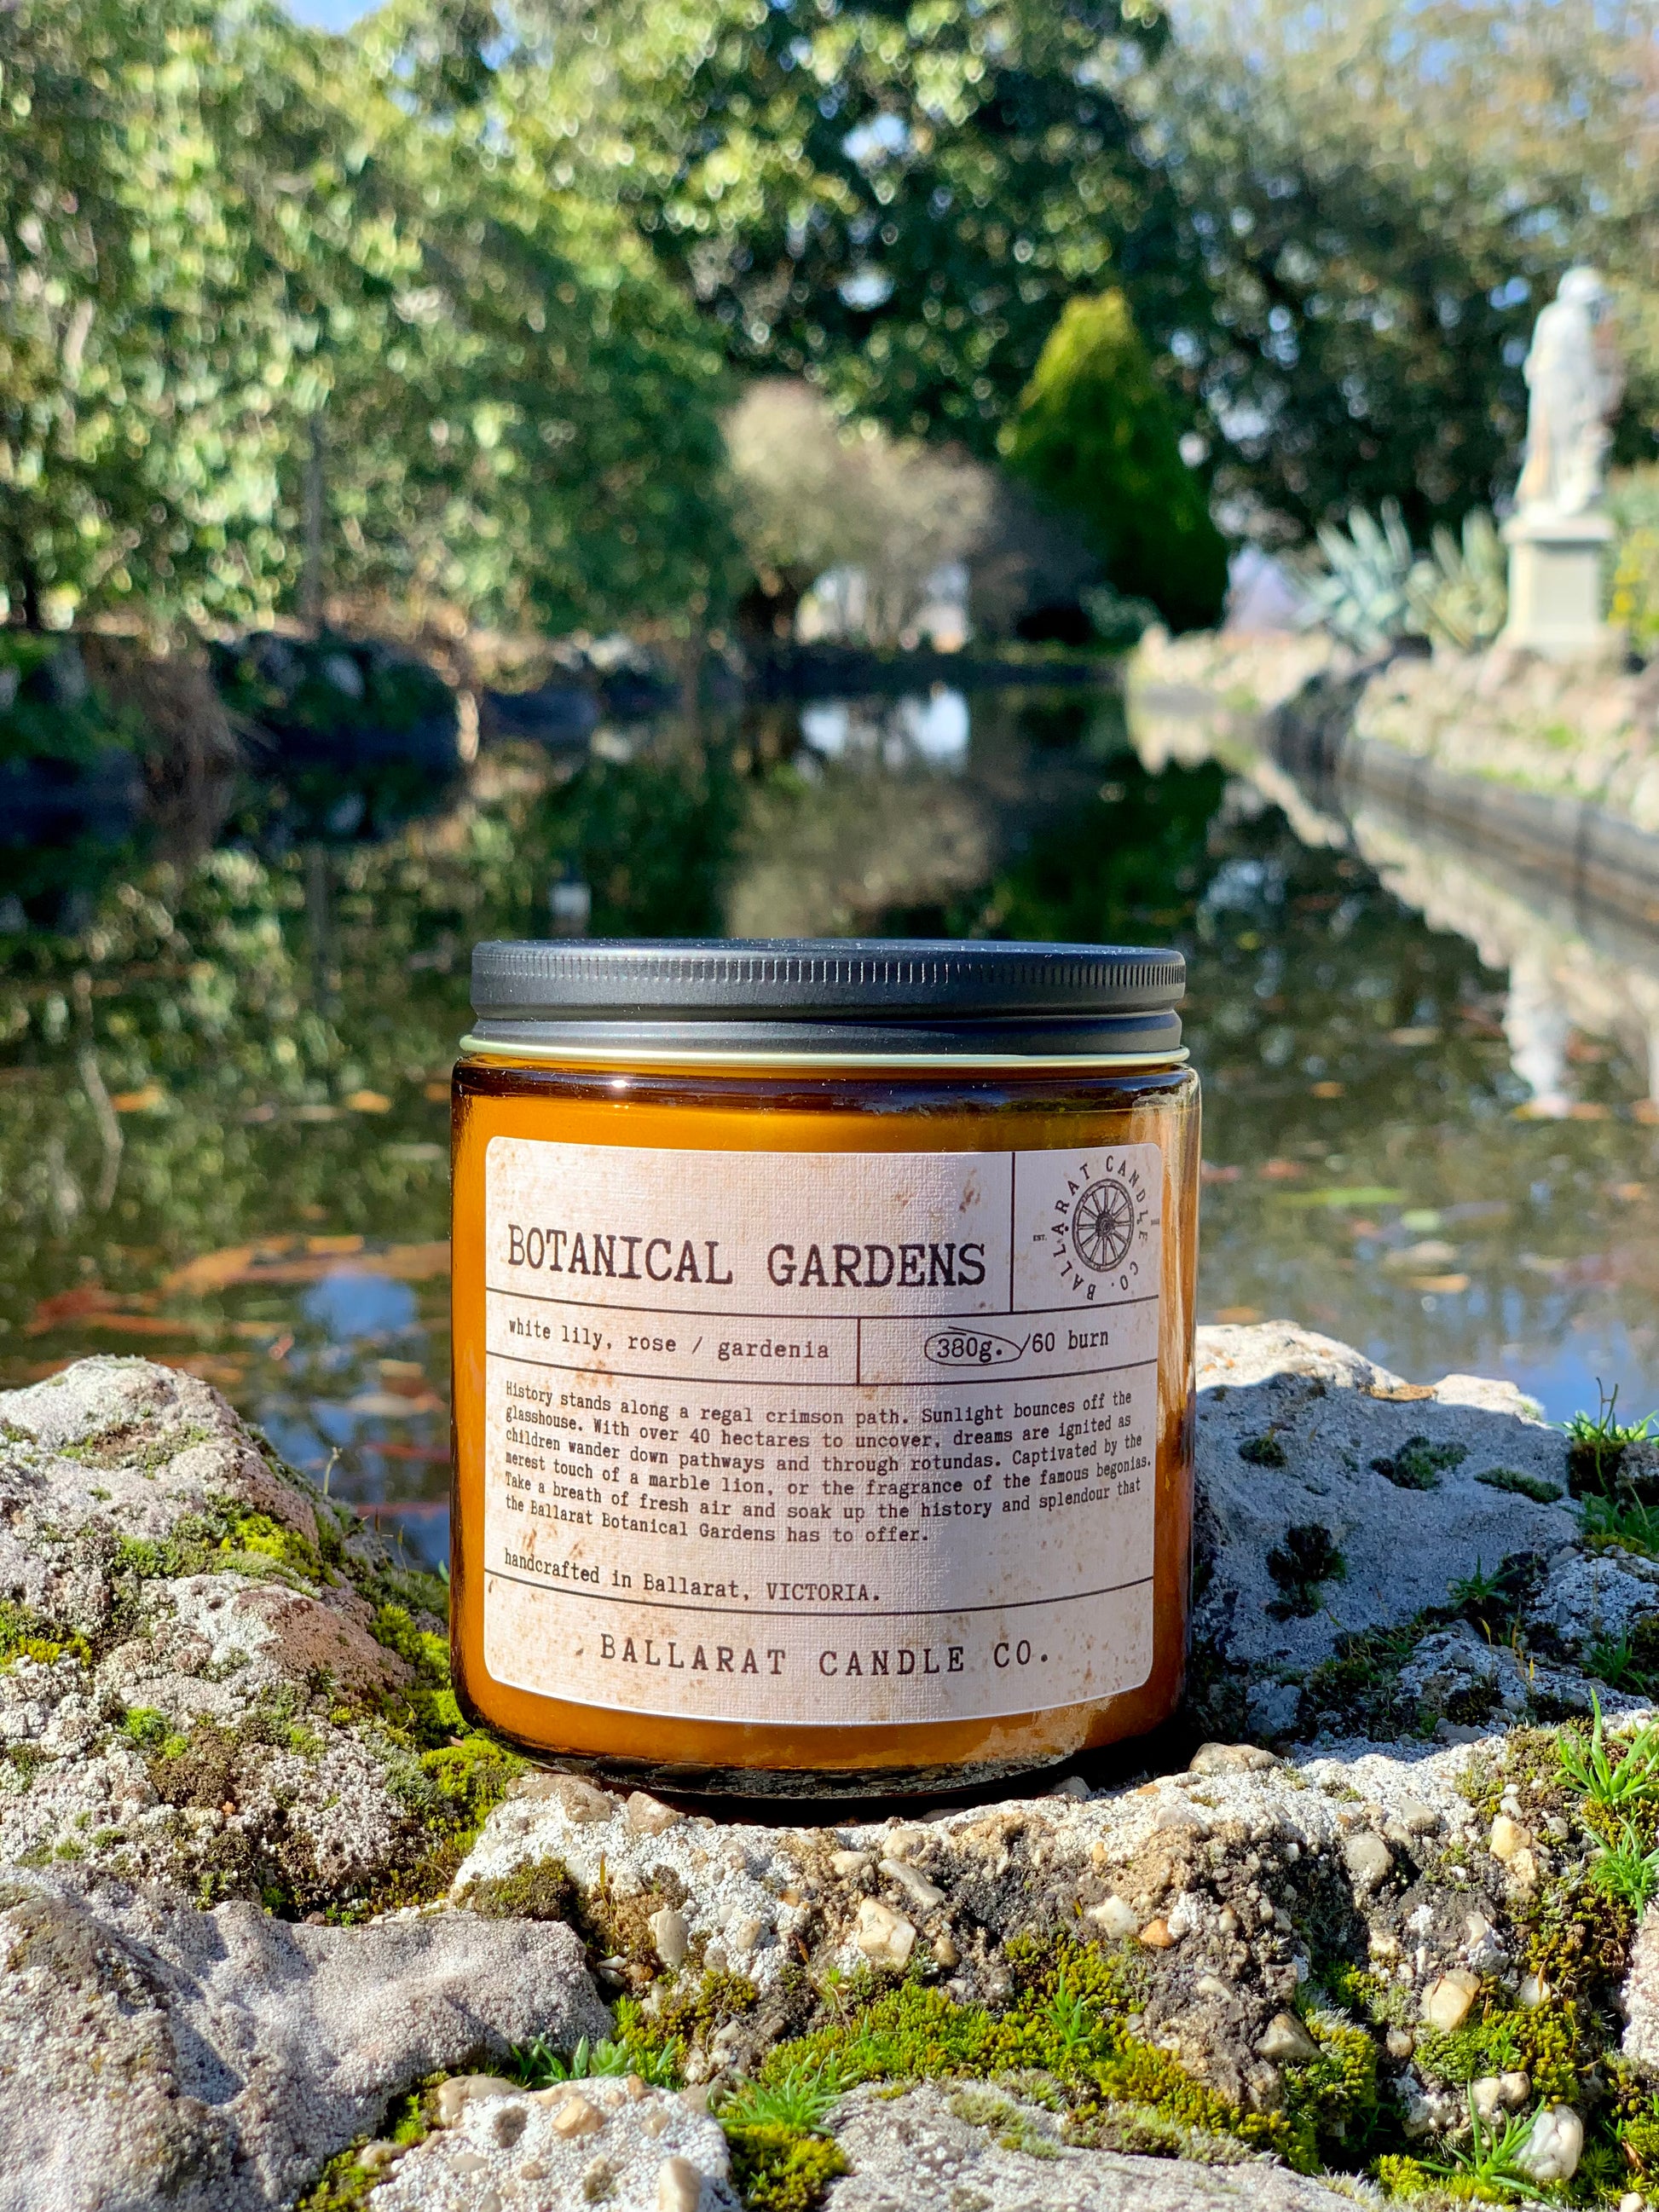 BOTANICAL GARDENS
BALLARAT CANDLE CO.
EST.
white lily, rose / gardenia
380g. /60 burn
History stands along a regal crimson path. Sunlight bounces off the
glasshouse. With over 40 hectares to uncover, dreams are ignited as
children wander down pathways and through rotundas. Captivated by the
merest touch of a marble lion, or the fragrance of the famous begonias.
Take a breath of fresh air and soak up the history and splendour that
the Ballarat Botanical Gardens has to offer.
handcrafted in Ballarat, VICTORIA.
BALLARAT CANDLE CO.